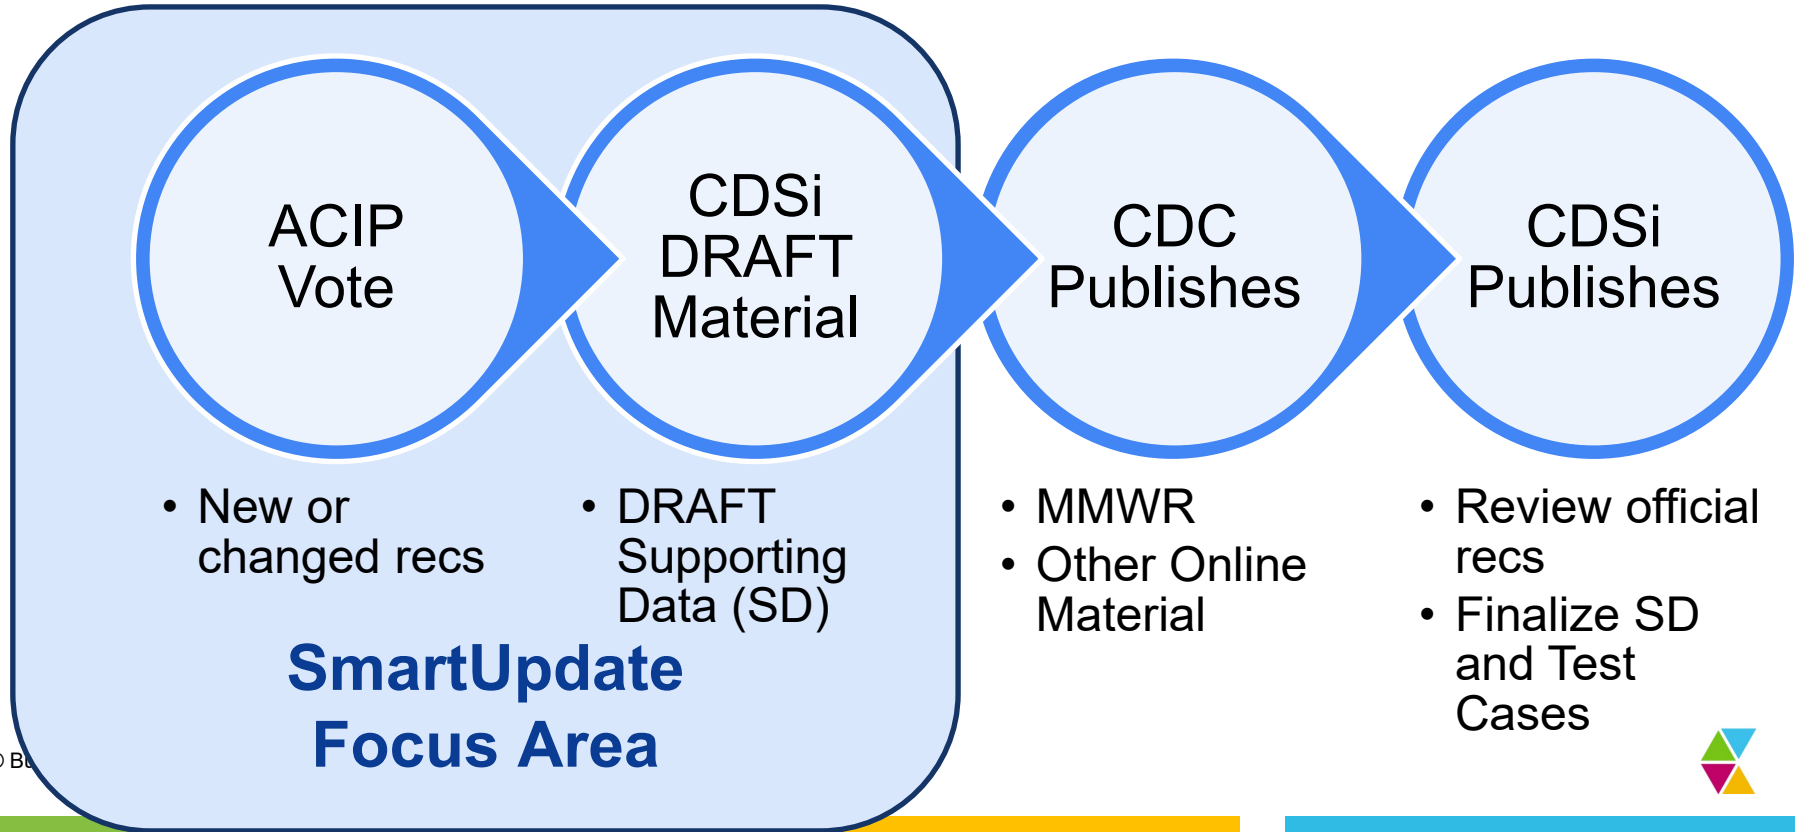 ACIP
Vote
CDSi
DRAFT
Material
CDC
Publishes
CDSi
Publishes
• New or
changed recs
• DRAFT
Supporting
Data (SD)
• MMWR
• Other Online
Material
• Review official
recs
• Finalize SD
and Test
Cases
SmartUpdate
Focus Area